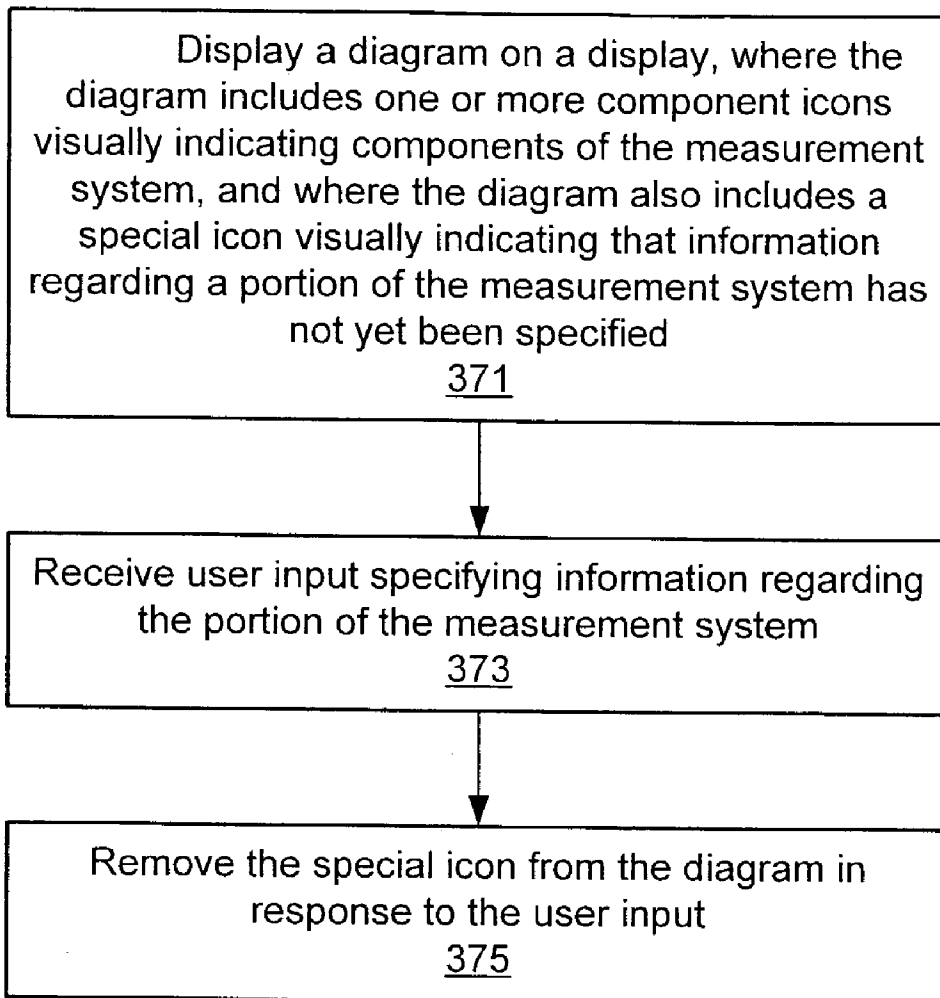 Display a diagram on a display, where the
diagram includes one or more component icons
visually indicating components of the measurement
system, and where the diagram also includes a
special icon visually indicating that information
regarding a portion of the measurement system has
not yet been specified
371
Receive user input specifying information regarding
the portion of the measurement system
373
Remove the special icon from the diagram in
response to the user input
375